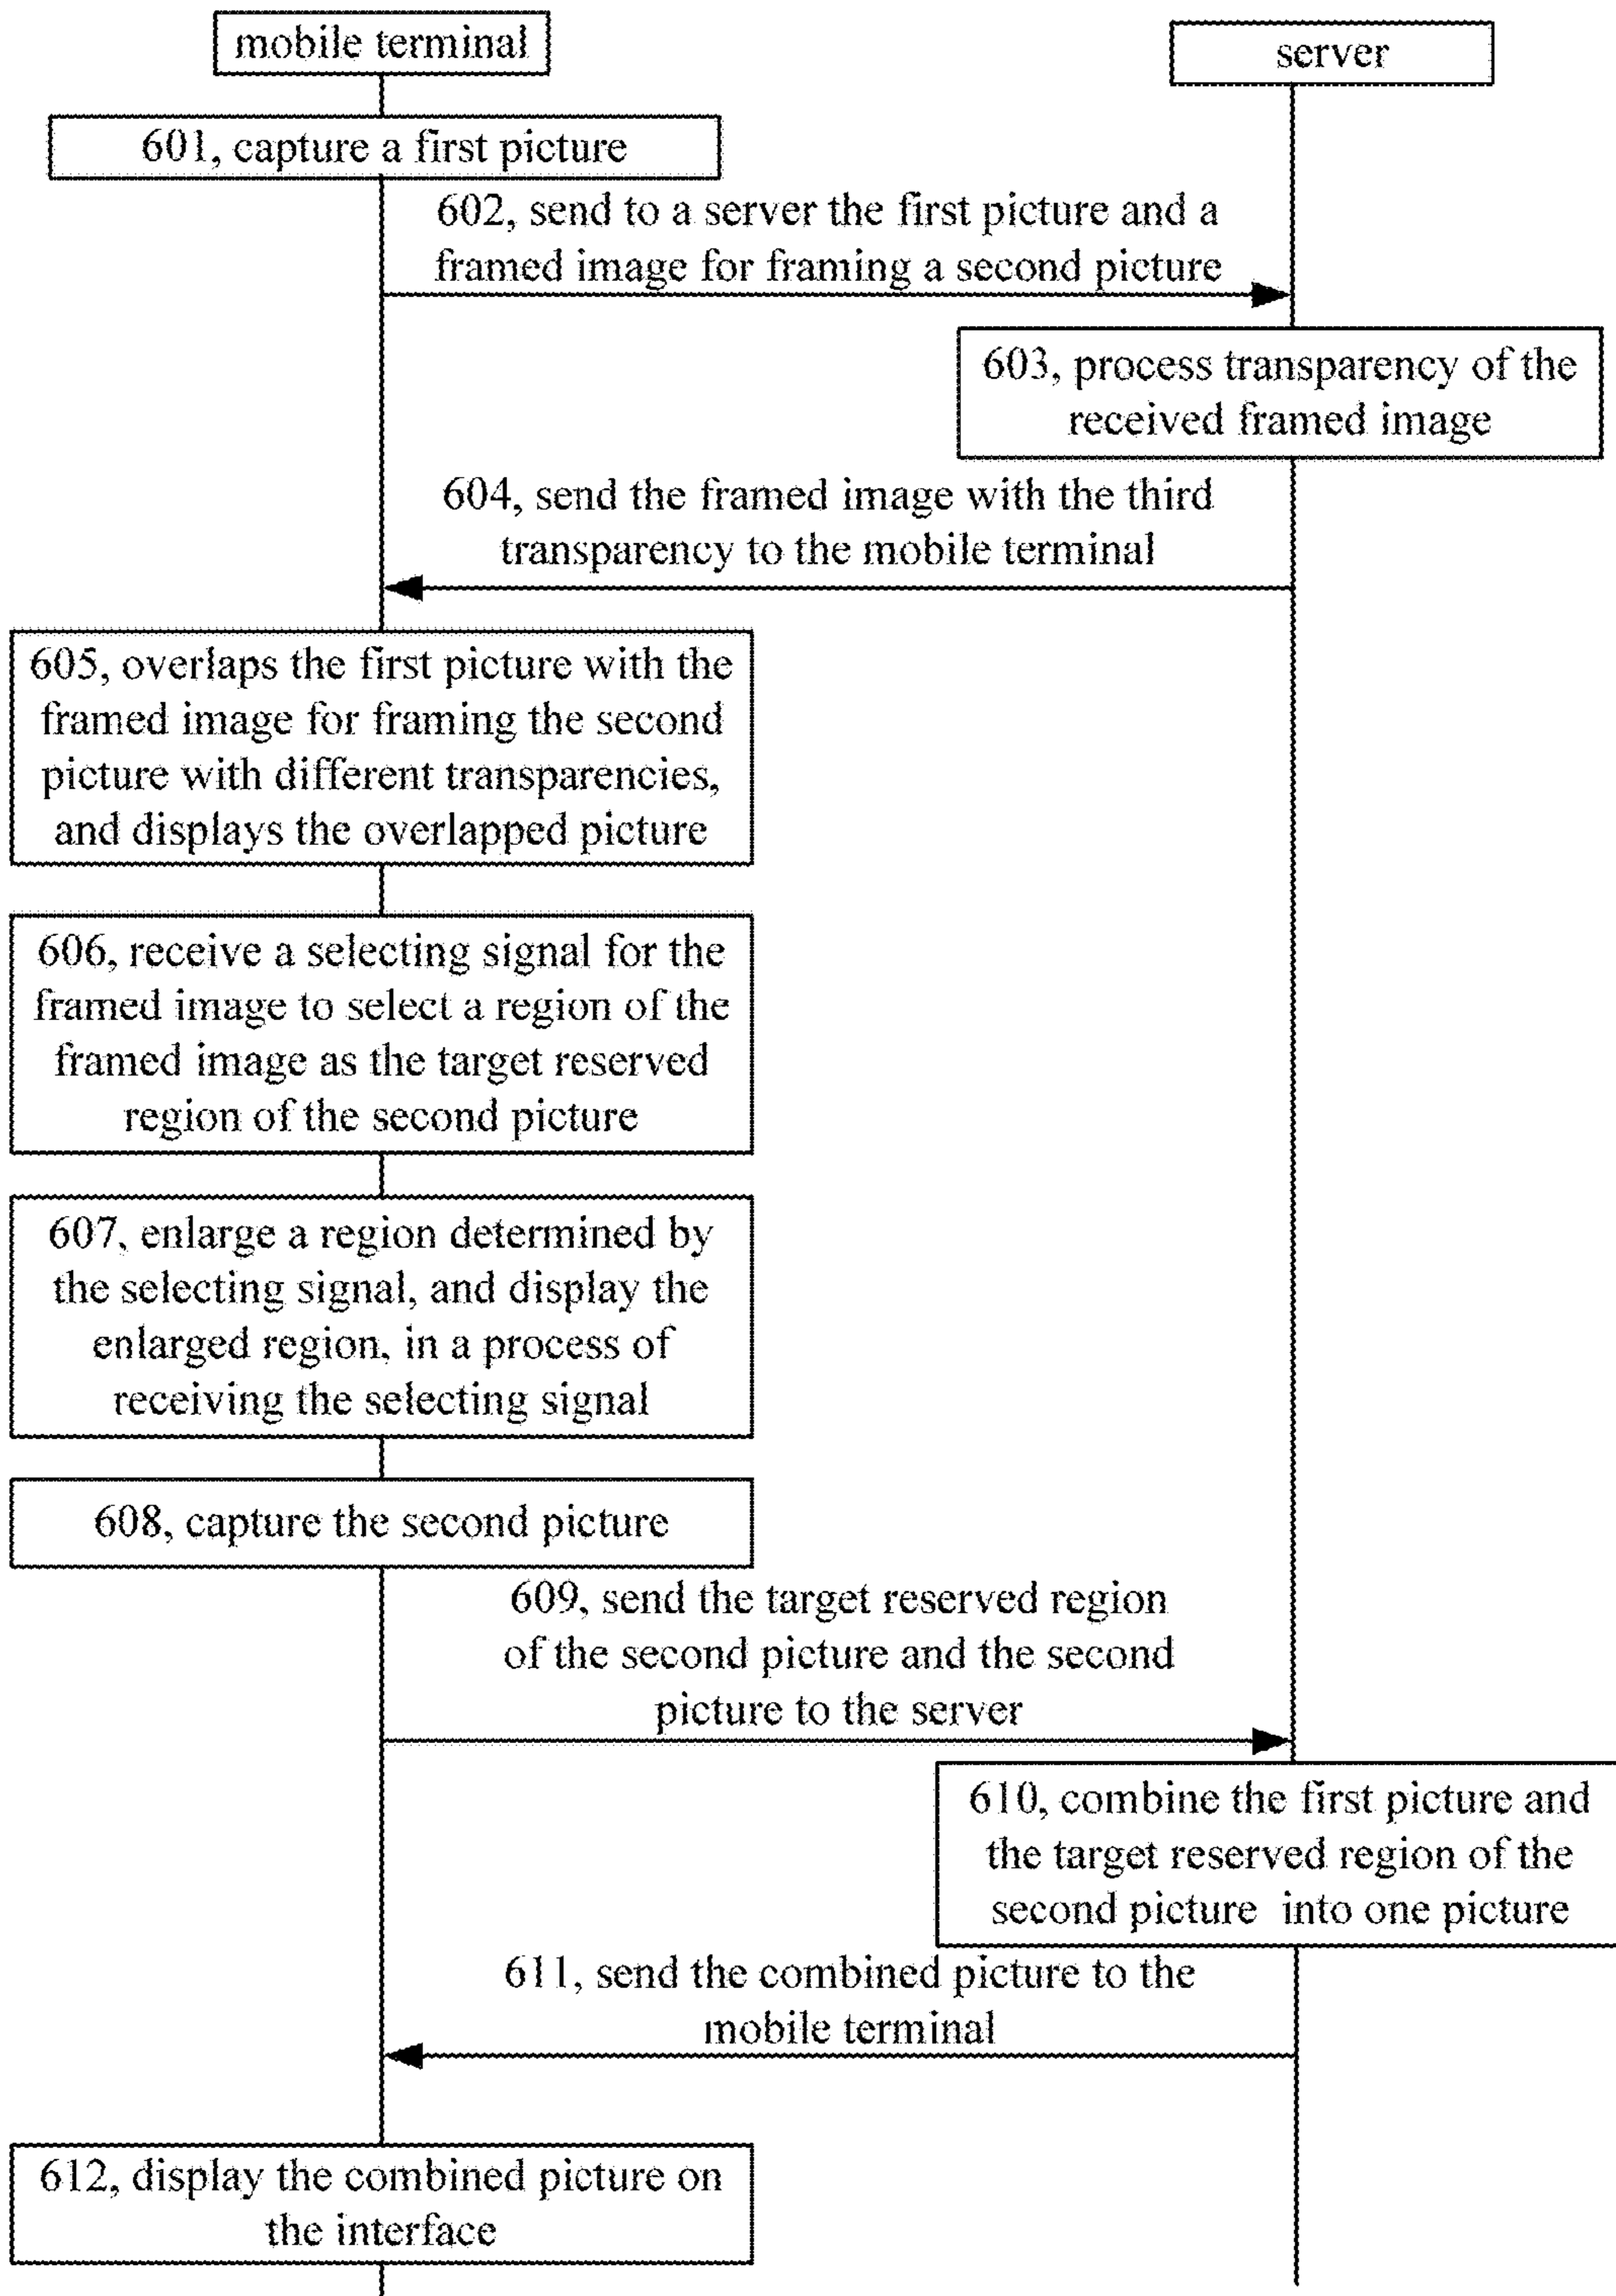 mobile terminal
server
601, capture a first picture
602, send to a server the first picture and a
framed image for framing a second picture
603, process transparency of the
received framed image
604, send the framed image with the third
transparency to the mobile terminal
605, overlaps the first picture with the
framed image for framing the second
picture with different transparencies,
and displays the overlapped picture
606, receive a selecting signal for the
framed image to select a region of the
framed image as the target reserved
region of the second picture
607, enlarge a region determined by
the selecting signal, and display the
enlarged region, in a process of
receiving the selecting signal
608, capture the second picture
609, send the target reserved region
of the second picture and the second
picture to the server
610, combine the first picture and
the target reserved region of the
second picture into one picture
611, send the combined picture to the
mobile terminal
612, display the combined picture on
the interface